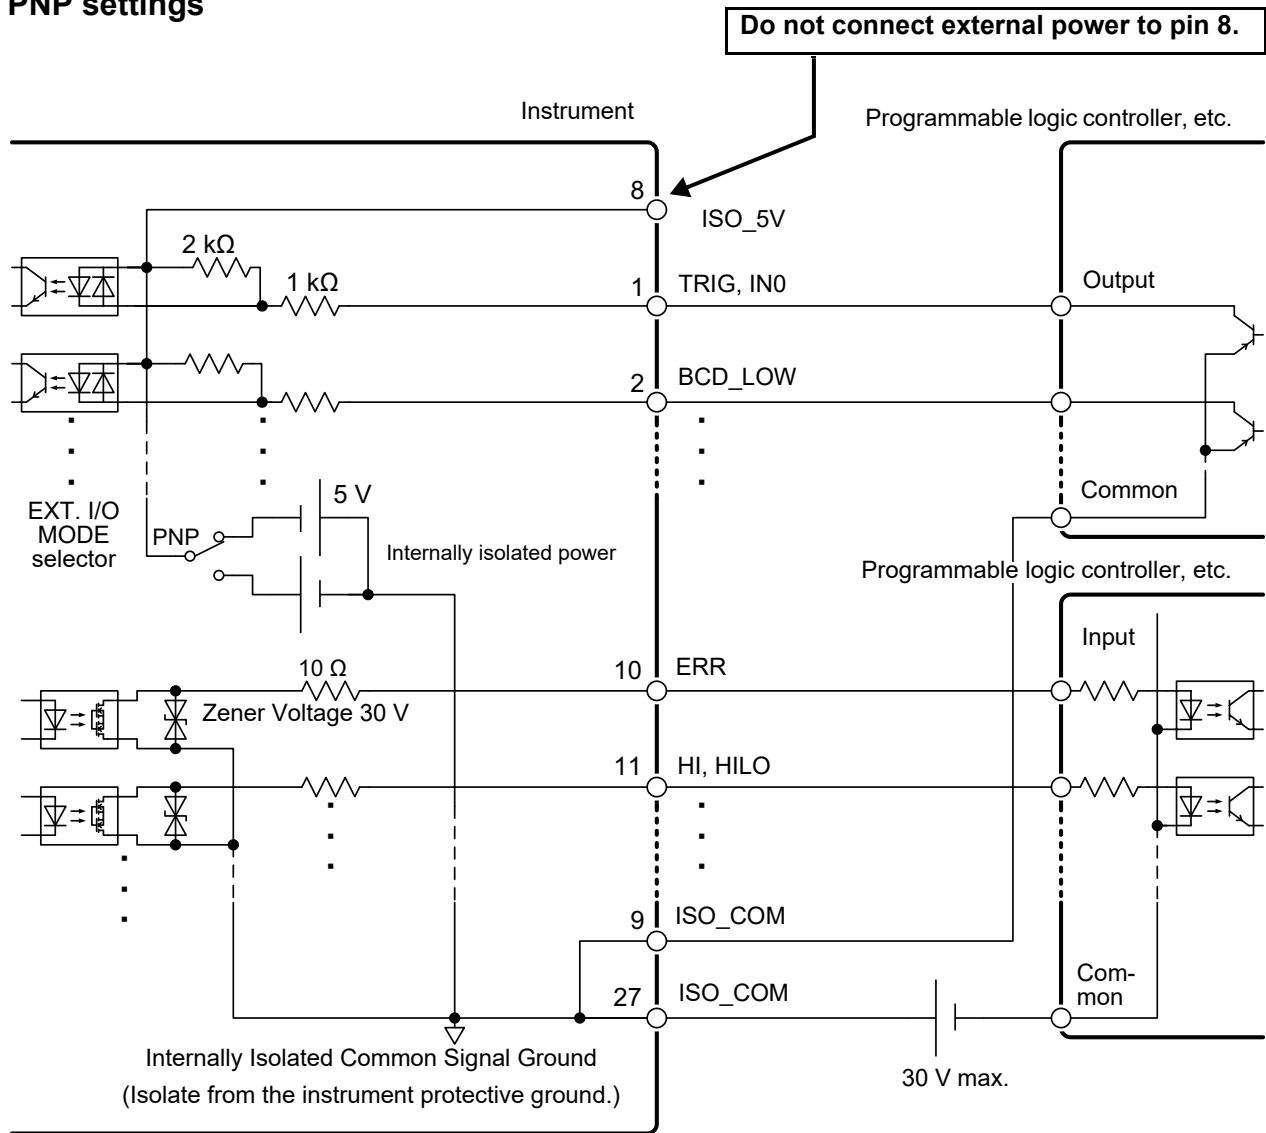 PNP settings
Do not connect external power to pin 8.
Instrument
Programmable logic controller, etc.
8
ISO_5V
2 kΩ
1 kΩ
1
TRIG, IN0
Output
2
BCD_LOW
EXT. I/O
MODE
selector
PNP
5 V
Internally isolated power
Common
Programmable logic controller, etc.
Input
10 Ω
10
ERR
Zener Voltage 30 V
11
HI, HILO
9
ISO_COM
27
ISO_COM
Com-
mon
Internally Isolated Common Signal Ground
(Isolate from the instrument protective ground.)
30 V max.